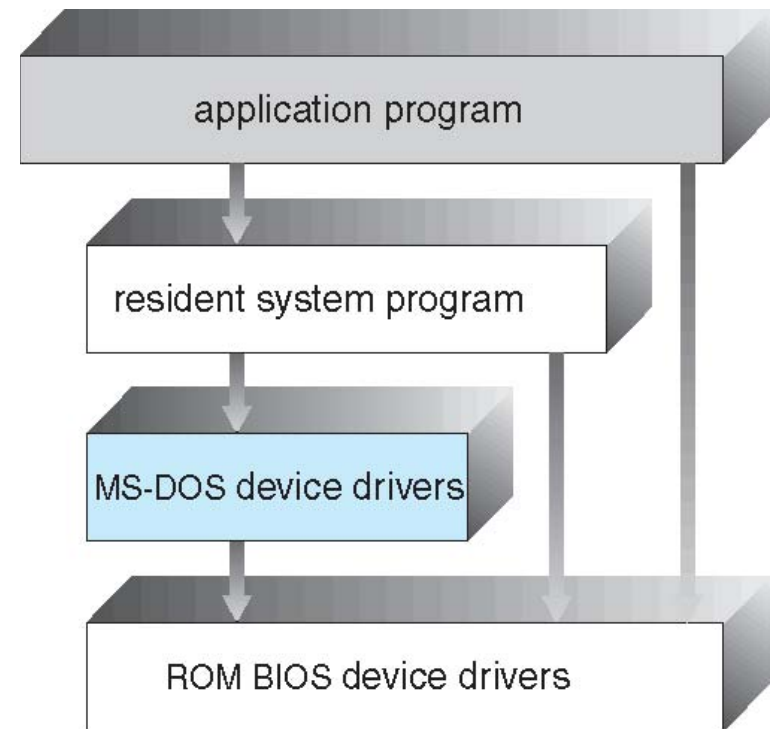 application program
resident system program
MS-DOS device drivers
ROM BIOS device drivers